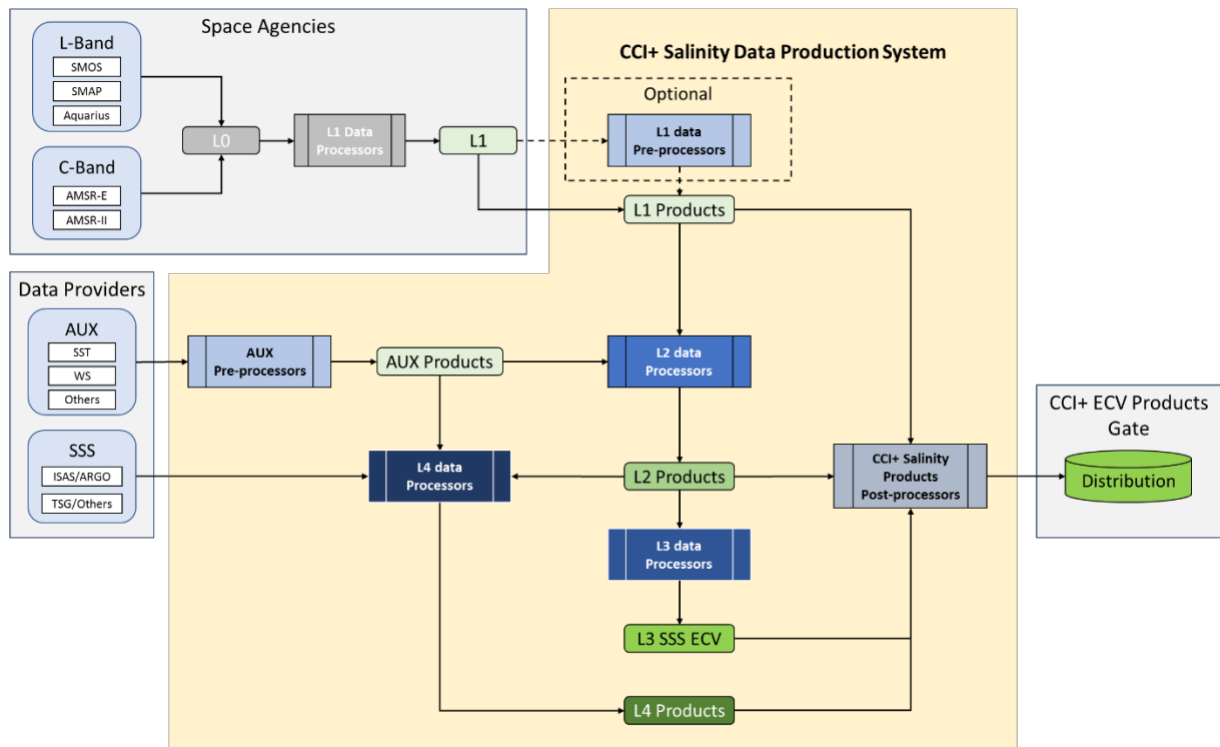 Space Agencies
L-Band
SMOS
SMAP
Aquarius
C-Band
AMSR-E
AMSR-II
L0
L1 Data
Processors
L1
CCI+ Salinity Data Production System
Optional
L1 data
Pre-processors
L1 Products
Data Providers
AUX
SST
WS
Others
SSS
ISAS/ARGO
TSG/Others
AUX
Pre-processors
AUX Products
L2 data
Processors
L4 data
Processors
L2 Products
CCI+ Salinity
Products
Post-processors
CCI+ ECV Products
Gate
Distribution
L3 data
Processors
L3 SSS ECV
L4 Products